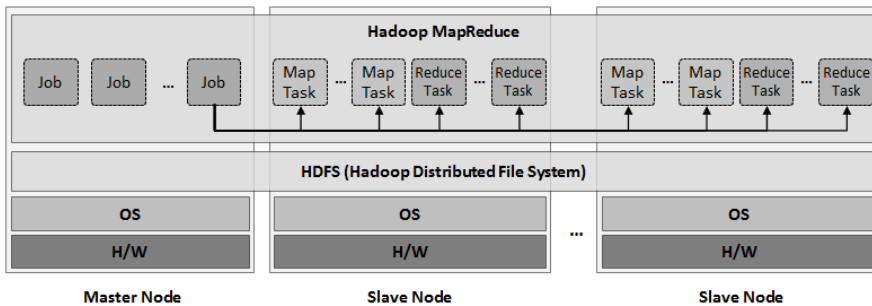 Hadoop MapReduce
Job Job ... Job Map Task ... Map Task Reduce Task ... Reduce Task Map Task ... Map Task Reduce Task ... Reduce Task
HDFS (Hadoop Distributed File System)
OS OS OS
...
H/W H/W H/W
Master Node Slave Node Slave Node